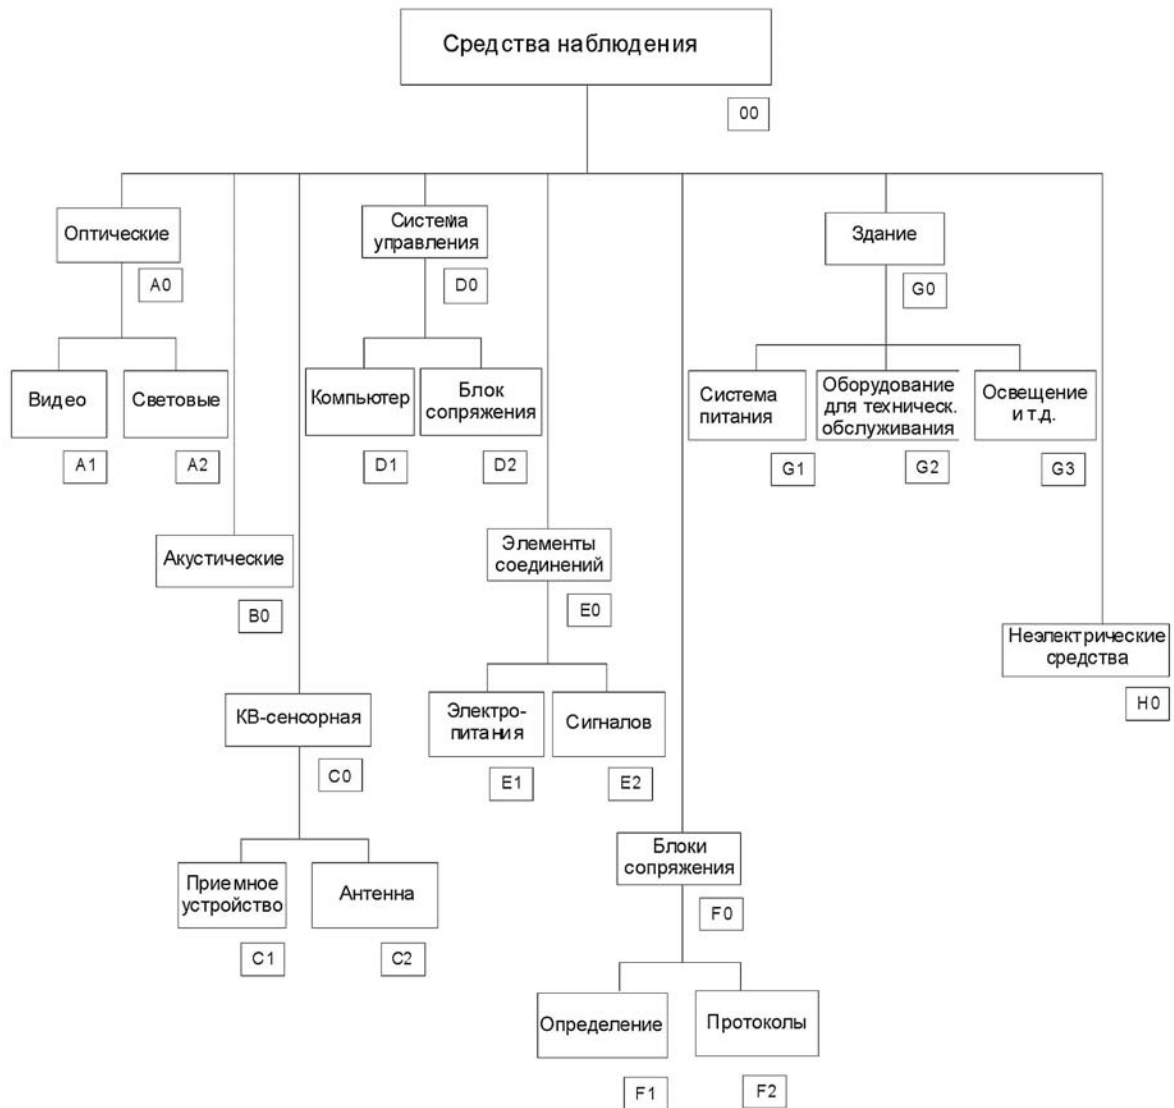 Средства наблюдения
00
Оптические
A0
Система
управления
D0
Здание
G0
Видео
A1
Световые
A2
Компьютер
D1
Блок
сопряжения
D2
Система
питания
G1
Оборудование
для техническ.
обслуживания
G2
Освещение
и т.д.
G3
Акустические
B0
Элементы
соединений
E0
Неэлектрические
средства
H0
КВ-сенсорная
C0
Электро-
питания
E1
Сигналов
E2
Приемное
устройство
C1
Антенна
C2
Блоки
сопряжения
F0
Определение
F1
Протоколы
F2